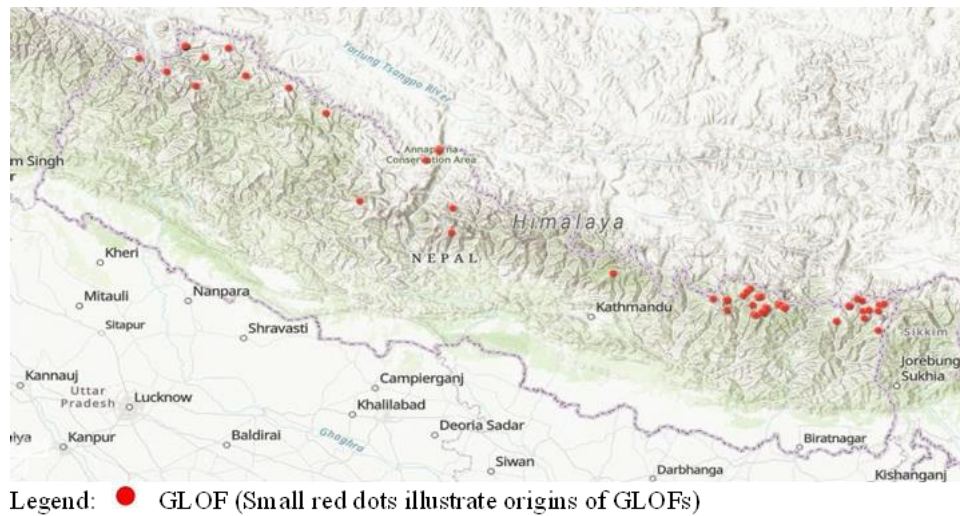 Yarlung Tsangpo River
Annapurna
Conservation Area
m Singh
r
Himalaya
NEPAL
Kheri
Mitauli
Nanpara
Sitapur
Shravasti
Kathmandu
Sikkim
Jorebung
Sukhia
Kannauj
Uttar
Pradesh
Lucknow
Campierganj
Khalilabad
lya
Kanpur
Baldirai
Ghaghra
Deoria Sadar
Siwan
Biratnagar
Darbhanga
Kishanganj
Legend: GLOF (Small red dots illustrate origins of GLOFs)